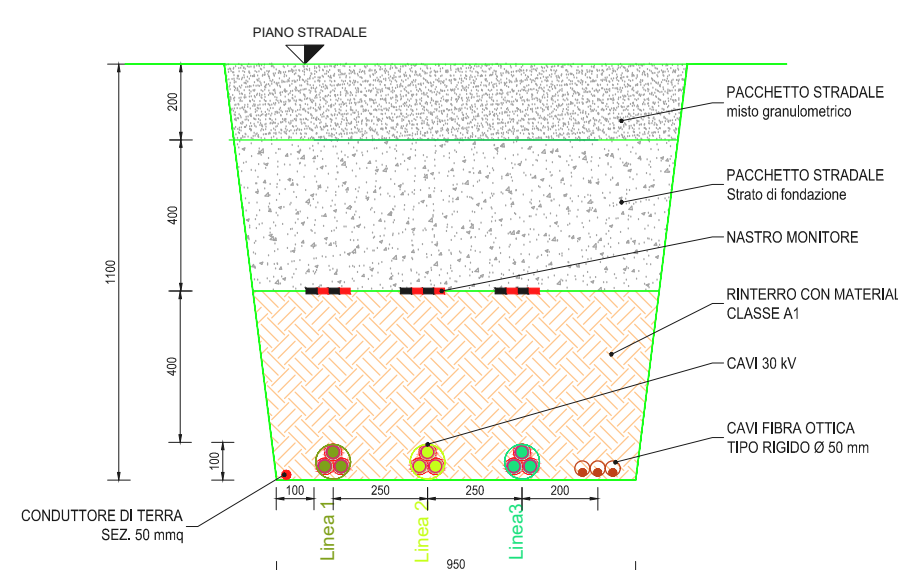 PIANO STRADALE
200
PACCHETTO STRADALE
misto granulometrico
400
PACCHETTO STRADALE
Strato di fondazione
NASTRO MONITORE
1100
RINTERRO CON MATERIAL
CLASSE A1
400
CAVI 30 kV
CAVI FIBRA OTTICA
TIPO RIGIDO Ø 50 mm
100
100
250
250
200
CONDUTTORE DI TERRA
SEZ. 50 mmq
Linea 1
Linea 2
Linea3
950